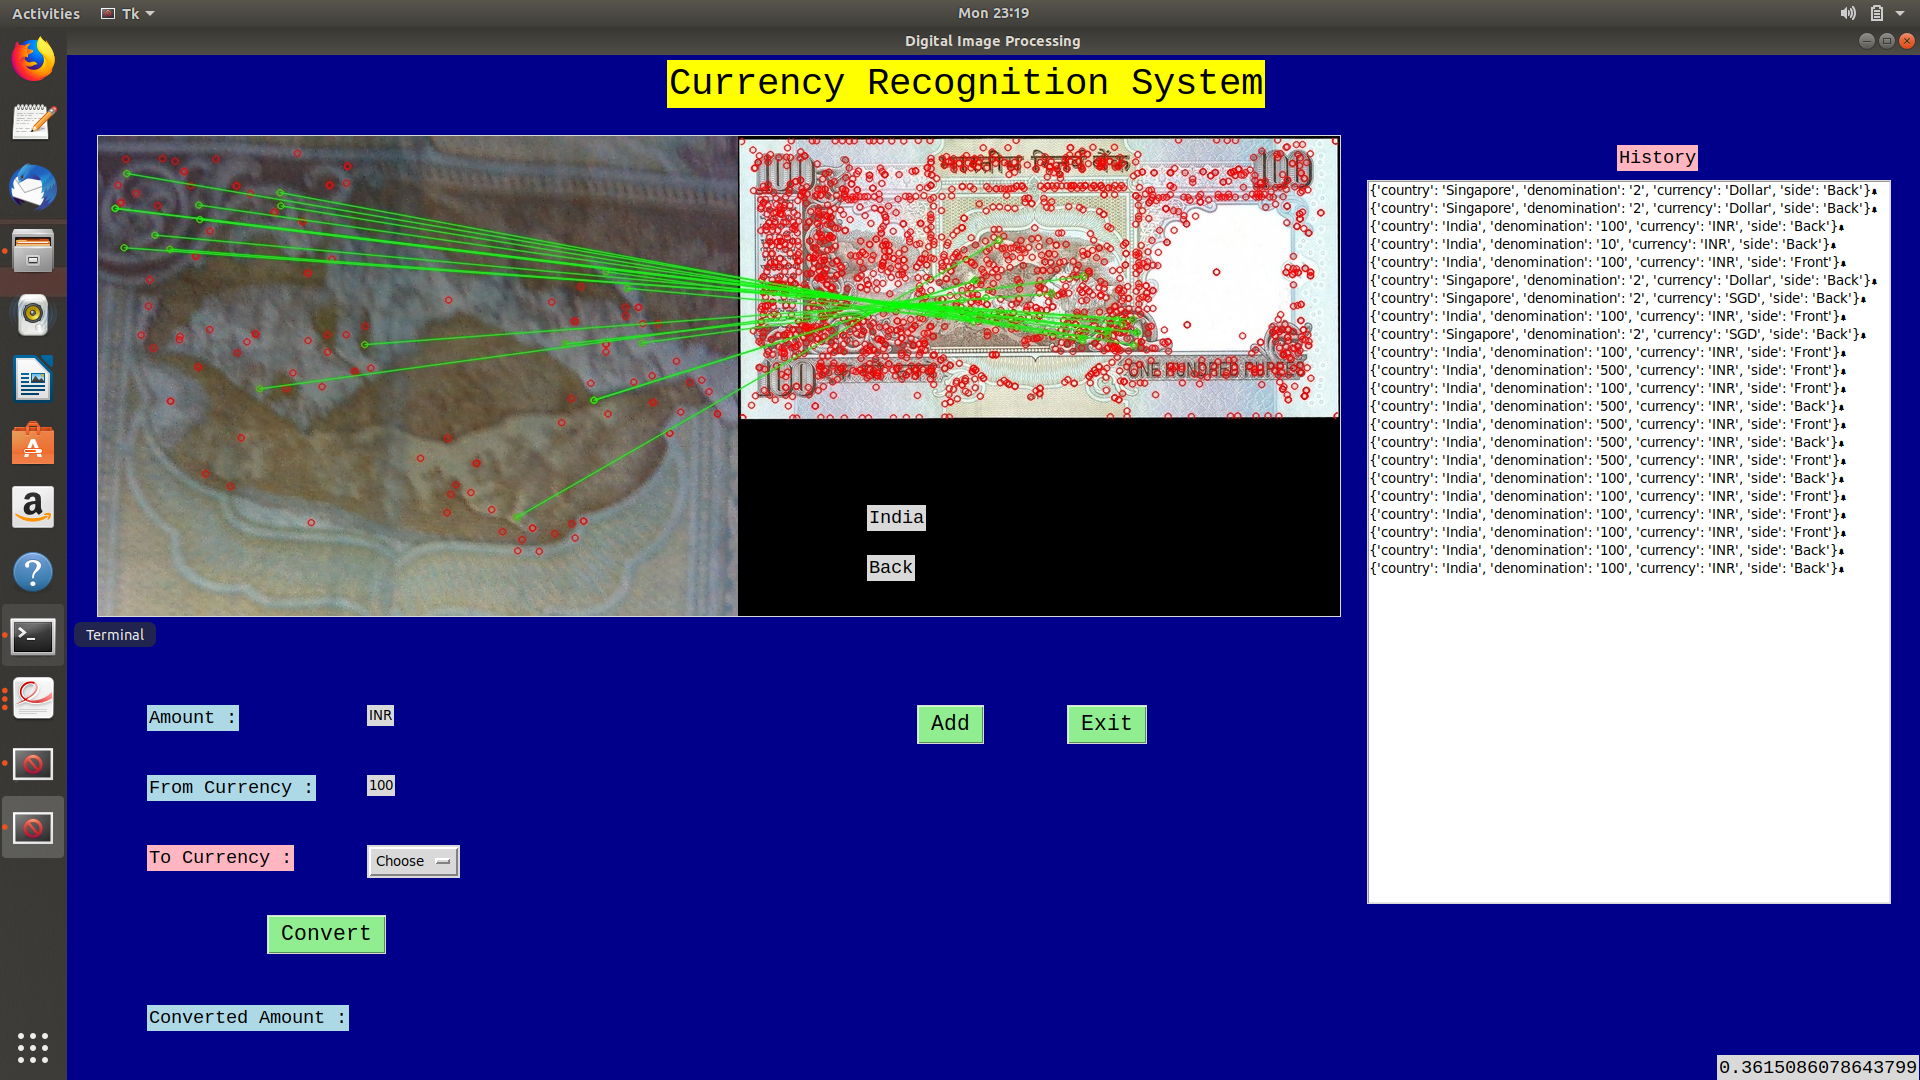 Activities
Tk
Mon 23:19
Digital Image Processing
Currency Recognition System
ONE HUNDRED RUPEES
India
Back
Terminal
Amount :
INR
From Currency :
100
To Currency :
Choose
Convert
Converted Amount :
Add
Exit
History
{'country': 'Singapore', 'denomination': '2', 'currency': 'Dollar', 'side': 'Back'}
{'country': 'Singapore', 'denomination': '2', 'currency': 'Dollar', 'side': 'Back'}
{'country': 'India', 'denomination': '100', 'currency': 'INR', 'side': 'Back'}
{'country': 'India', 'denomination': '10', 'currency': 'INR', 'side': 'Back'}
{'country': 'India', 'denomination': '100', 'currency': 'INR', 'side': 'Front'}
{'country': 'Singapore', 'denomination': '2', 'currency': 'Dollar', 'side': 'Back'}
{'country': 'Singapore', 'denomination': '2', 'currency': 'SGD', 'side': 'Back'}
{'country': 'India', 'denomination': '100', 'currency': 'INR', 'side': 'Front'}
{'country': 'Singapore', 'denomination': '2', 'currency': 'SGD', 'side': 'Back'}
{'country': 'India', 'denomination': '100', 'currency': 'INR', 'side': 'Front'}
{'country': 'India', 'denomination': '500', 'currency': 'INR', 'side': 'Front'}
{'country': 'India', 'denomination': '100', 'currency': 'INR', 'side': 'Front'}
{'country': 'India', 'denomination': '500', 'currency': 'INR', 'side': 'Back'}
{'country': 'India', 'denomination': '500', 'currency': 'INR', 'side': 'Front'}
{'country': 'India', 'denomination': '500', 'currency': 'INR', 'side': 'Back'}
{'country': 'India', 'denomination': '500', 'currency': 'INR', 'side': 'Front'}
{'country': 'India', 'denomination': '100', 'currency': 'INR', 'side': 'Back'}
{'country': 'India', 'denomination': '100', 'currency': 'INR', 'side': 'Front'}
{'country': 'India', 'denomination': '100', 'currency': 'INR', 'side': 'Front'}
{'country': 'India', 'denomination': '100', 'currency': 'INR', 'side': 'Front'}
{'country': 'India', 'denomination': '100', 'currency': 'INR', 'side': 'Back'}
{'country': 'India', 'denomination': '100', 'currency': 'INR', 'side': 'Back'}
0.3615086078643799